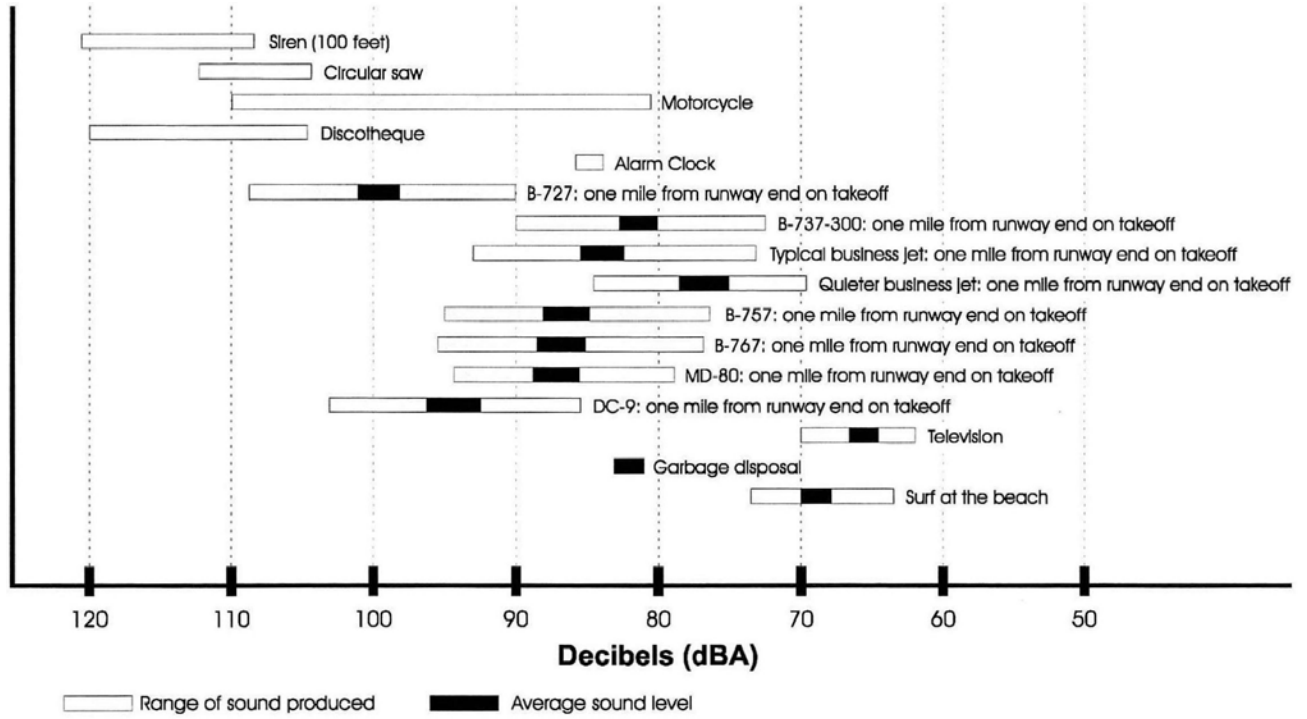 Siren (100 feet)
Circular saw
Motorcycle
Discotheque
Alarm Clock
B-727: one mile from runway end on takeoff
B-737-300: one mile from runway end on takeoff
Typical business jet: one mile from runway end on takeoff
Quieter business jet: one mile from runway end on takeoff
B-757: one mile from runway end on takeoff
B-767: one mile from runway end on takeoff
MD-80: one mile from runway end on takeoff
DC-9: one mile from runway end on takeoff
Television
Garbage disposal
Surf at the beach
120 110 100 90 80 70 60 50
Decibels (dBA)
Range of sound produced Average sound level